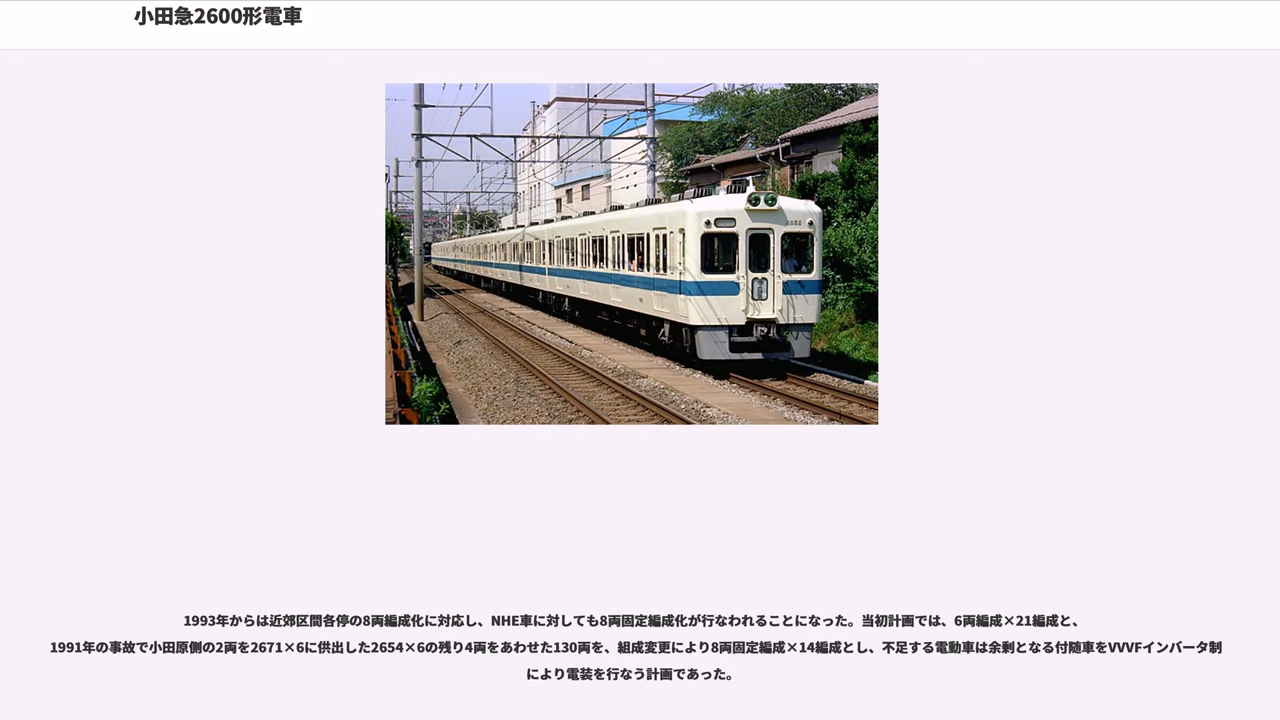 小田急2600形電車
1993年からは近郊区間各停の8両編成化に対応し、NHE車に対しても8両固定編成化が行なわれることになった。当初計画では、6両編成×21編成と、
1991年の事故で小田原側の2両を2671×6に供出した2654×6の残り4両をあわせた130両を、組成変更により8両固定編成×14編成とし、不足する電動車は余剰となる付随車をVVVFインバータ制
により電装を行なう計画であった。